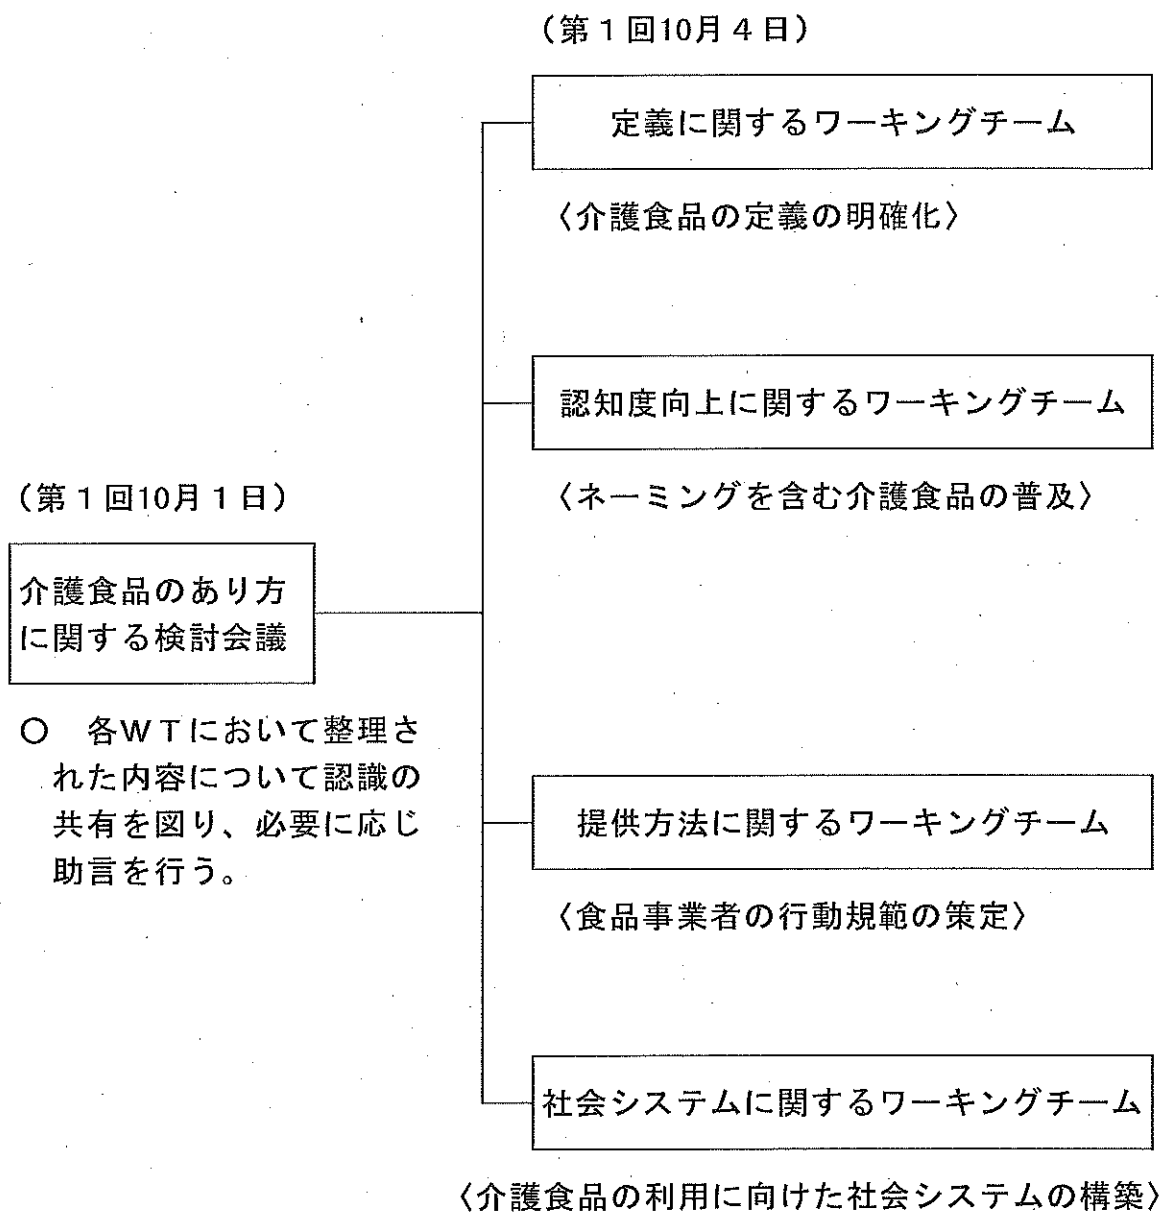 （第１回10月４日）
定義に関するワーキングチーム
〈介護食品の定義の明確化〉
認知度向上に関するワーキングチーム
〈ネーミングを含む介護食品の普及〉
（第１回10月１日）
介護食品のあり方
に関する検討会議
○　各ＷＴにおいて整理さ
れた内容について認識の
共有を図り、必要に応じ
助言を行う。
提供方法に関するワーキングチーム
〈食品事業者の行動規範の策定〉
社会システムに関するワーキングチーム
〈介護食品の利用に向けた社会システムの構築〉